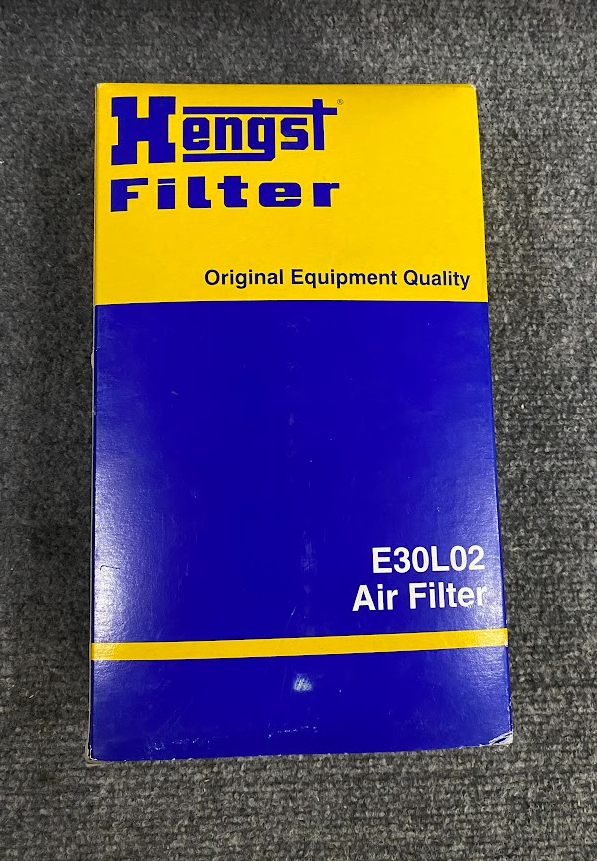 Hengst®
Filter
Original Equipment Quality
E30L02
Air Filter